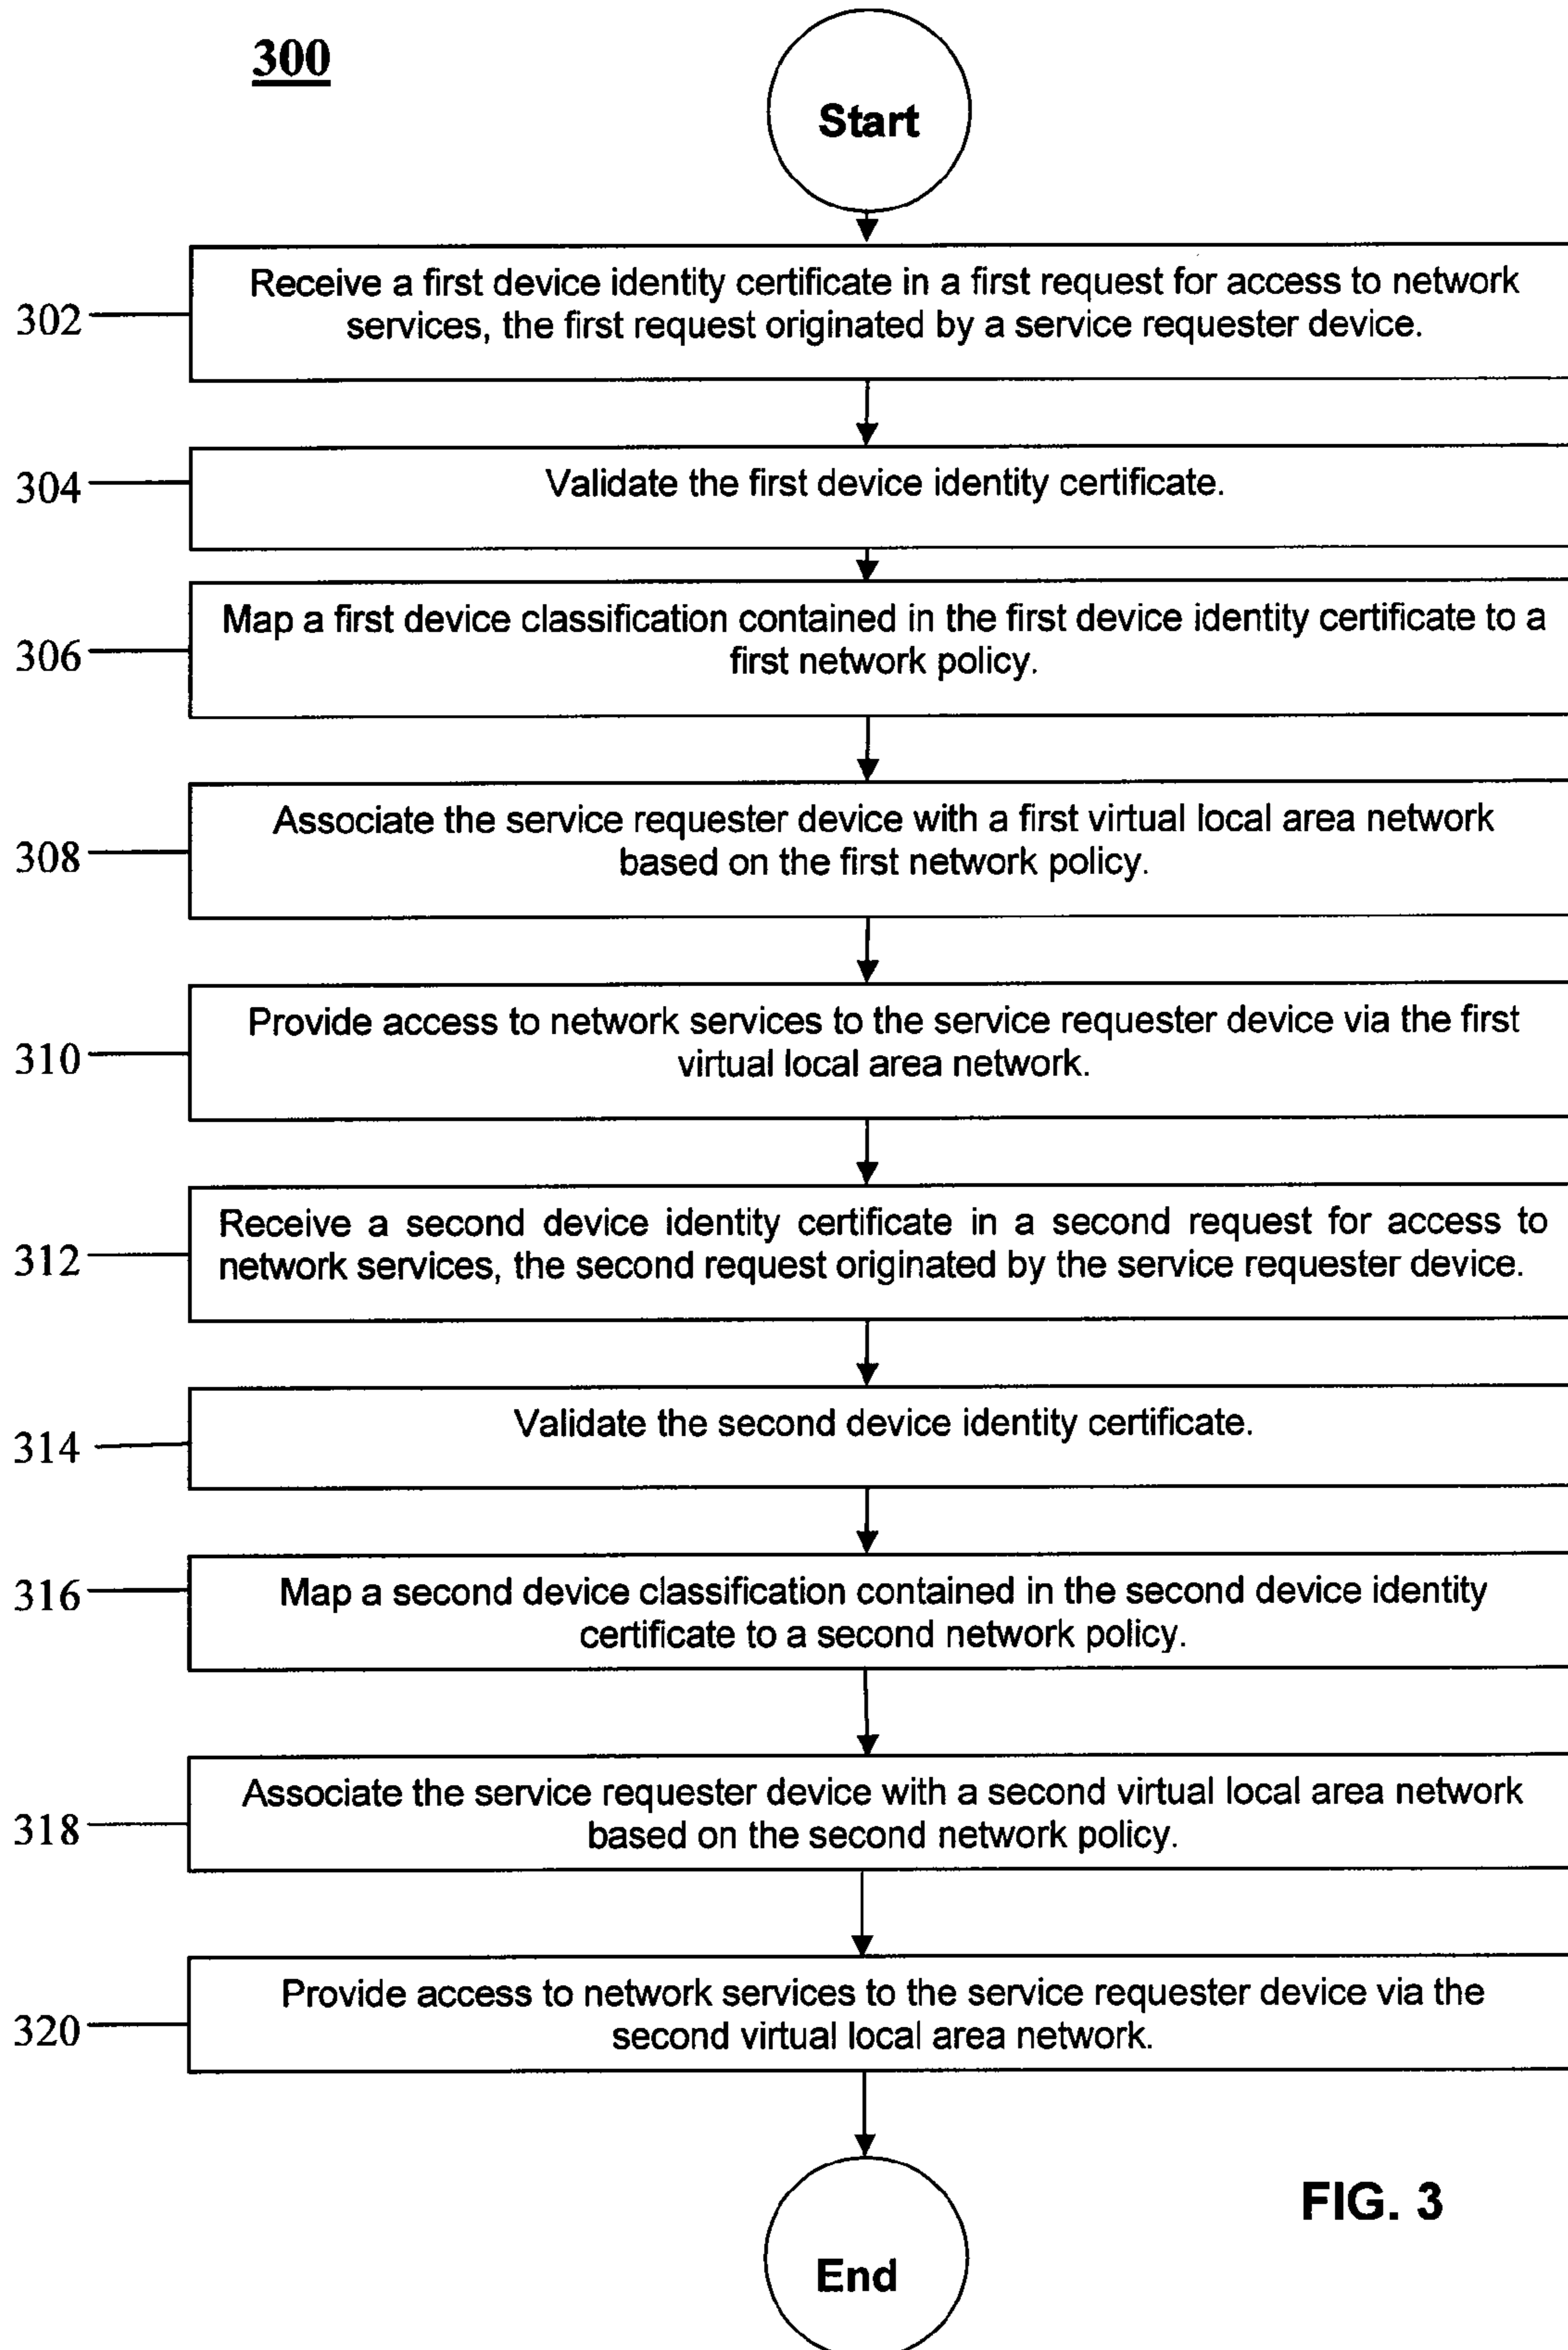 300
Start
302
Receive a first device identity certificate in a first request for access to network
services, the first request originated by a service requester device.
304
Validate the first device identity certificate.
306
Map a first device classification contained in the first device identity certificate to a
first network policy.
308
Associate the service requester device with a first virtual local area network
based on the first network policy.
310
Provide access to network services to the service requester device via the first
virtual local area network.
312
Receive a second device identity certificate in a second request for access to
network services, the second request originated by the service requester device.
314
Validate the second device identity certificate.
316
Map a second device classification contained in the second device identity
certificate to a second network policy.
318
Associate the service requester device with a second virtual local area network
based on the second network policy.
320
Provide access to network services to the service requester device via the
second virtual local area network.
FIG. 3
End